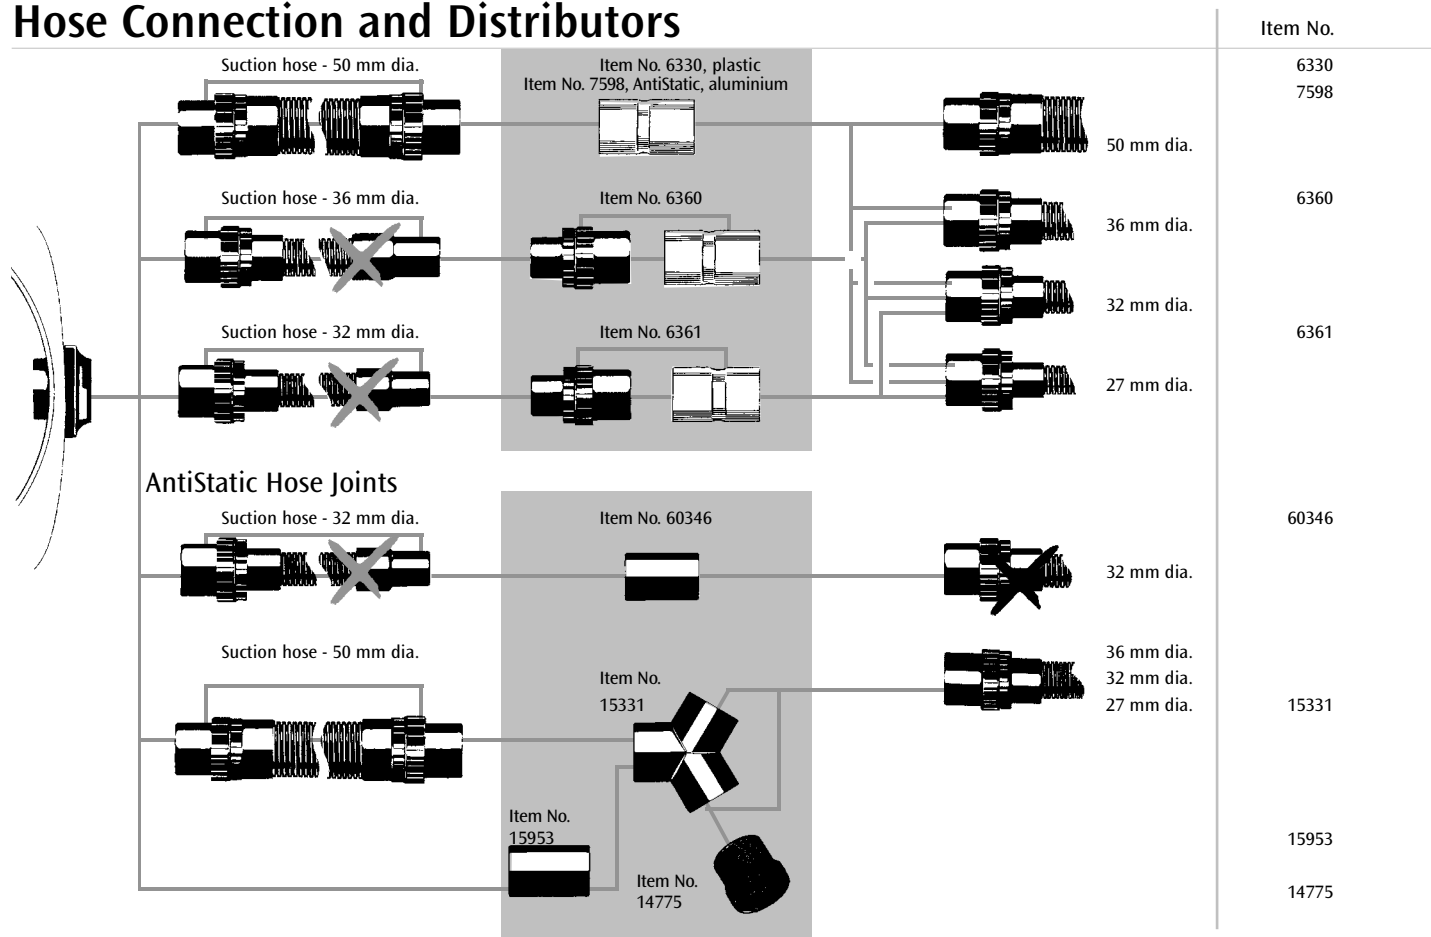 Hose Connection and Distributors
Item No.
Suction hose - 50 mm dia.
Item No. 6330, plastic
Item No. 7598, AntiStatic, aluminium
6330
7598
50 mm dia.
Suction hose - 36 mm dia.
Item No. 6360
6360
36 mm dia.
32 mm dia.
Suction hose - 32 mm dia.
Item No. 6361
6361
27 mm dia.
AntiStatic Hose Joints
Suction hose - 32 mm dia.
Item No. 60346
60346
32 mm dia.
Suction hose - 50 mm dia.
36 mm dia.
32 mm dia.
27 mm dia.
Item No.
15331
15331
Item No.
15953
15953
Item No.
14775
14775